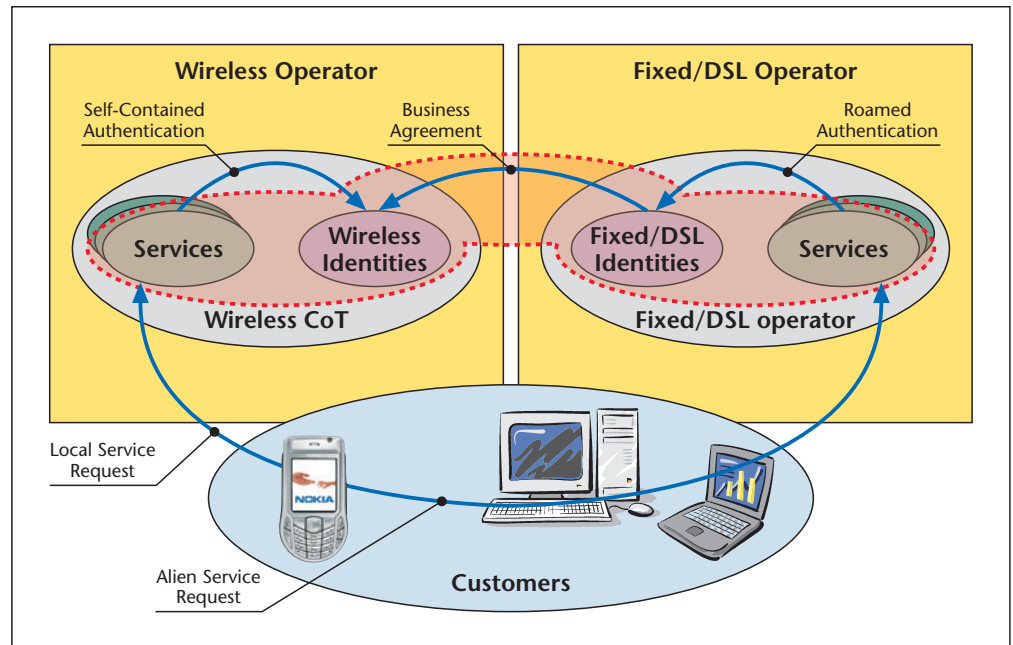 Wireless Operator
Fixed/DSL Operator
Self-Contained
Authentication
Business
Agreement
Roamed
Authentication
Services
Wireless
Identities
Fixed/DSL
Identities
Services
Wireless CoT
Fixed/DSL operator
Local Service
Request
NOKIA
Alien Service
Request
Customers